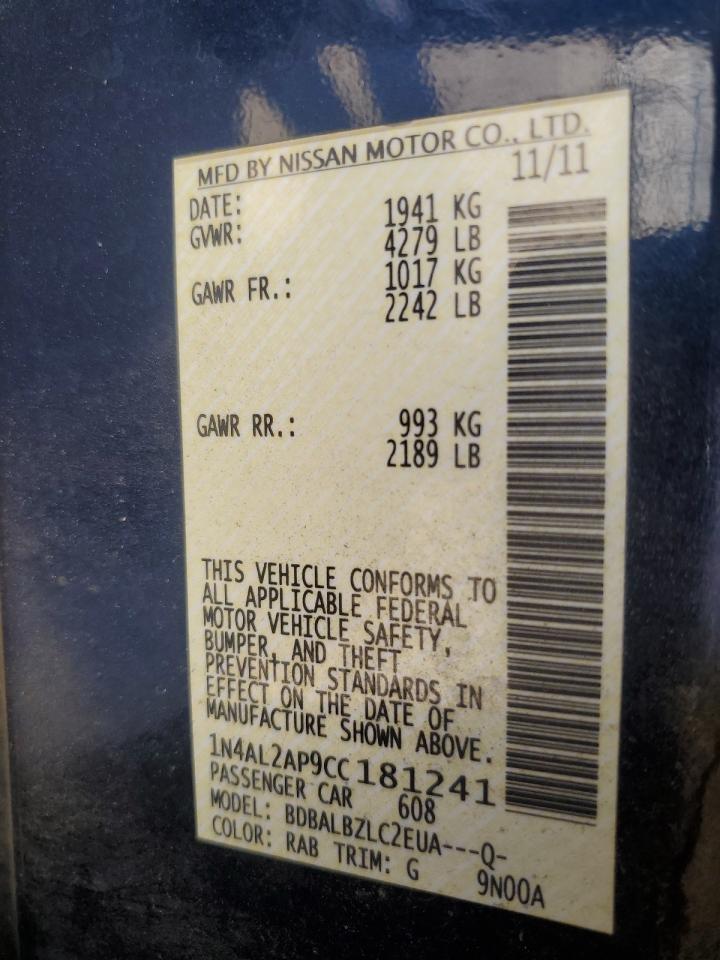 MFD BY NISSAN MOTOR CO., LTD.
DATE: 11/11
GVWR: 1941 KG
4279 LB
GAWR FR.: 1017 KG
2242 LB
GAWR RR.: 993 KG
2189 LB
THIS VEHICLE CONFORMS TO
ALL APPLICABLE FEDERAL
MOTOR VEHICLE SAFETY,
BUMPER, AND THEFT
PREVENTION STANDARDS IN
EFFECT ON THE DATE OF
MANUFACTURE SHOWN ABOVE.
1N4AL2AP9CC181241
PASSENGER CAR 608
MODEL: BDBALBZLC2EUA---Q-
COLOR: RAB TRIM: G 9N00A